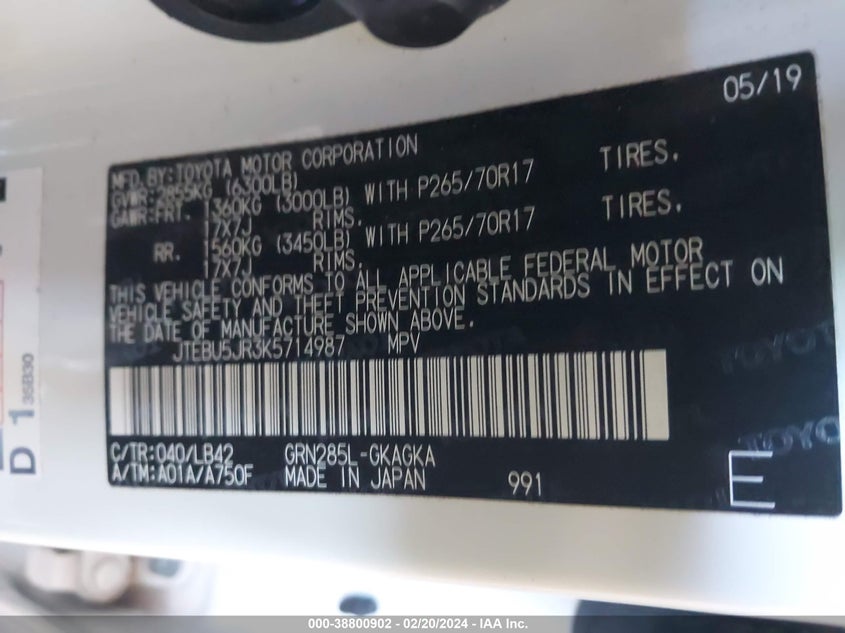 05/19
MFD.BY:TOYOTA MOTOR CORPORATION
GVWR:2855KG (6300LB)
GAWR:FRT. 1360KG (3000LB) WITH P265/70R17 TIRES.
17X7J RIMS.
RR. 1560KG (3450LB) WITH P265/70R17 TIRES.
17X7J RIMS.
THIS VEHICLE CONFORMS TO ALL APPLICABLE FEDERAL MOTOR
VEHICLE SAFETY AND THEFT PREVENTION STANDARDS IN EFFECT ON
THE DATE OF MANUFACTURE SHOWN ABOVE.
JTEBU5JR3K5714987 MPV
C/TR:040/LB42 GRN285L-GKAGKA
A/TM:A01A/A750F MADE IN JAPAN 991
E
TOYOTA
D 1 36B30
000-38800902 - 02/20/2024 - IAA Inc.